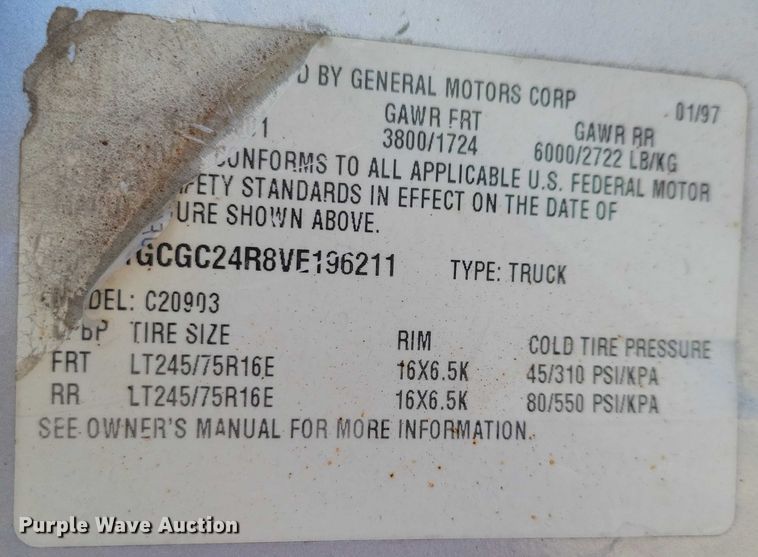 D BY GENERAL MOTORS CORP 01/97
GAWR FRT GAWR RR
1 3800/1724 6000/2722 LB/KG
CONFORMS TO ALL APPLICABLE U.S. FEDERAL MOTOR
FETY STANDARDS IN EFFECT ON THE DATE OF
URE SHOWN ABOVE.
GCGC24R8VE196211 TYPE: TRUCK
DEL: C20903
TIRE SIZE RIM COLD TIRE PRESSURE
FRT LT245/75R16E 16X6.5K 45/310 PSI/KPA
RR LT245/75R16E 16X6.5K 80/550 PSI/KPA
SEE OWNER'S MANUAL FOR MORE INFORMATION.
Purple Wave Auction